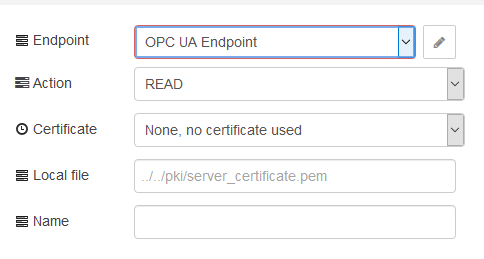 Endpoint OPC UA Endpoint
Action READ
Certificate None, no certificate used
Local file ../../pki/server_certificate.pem
Name